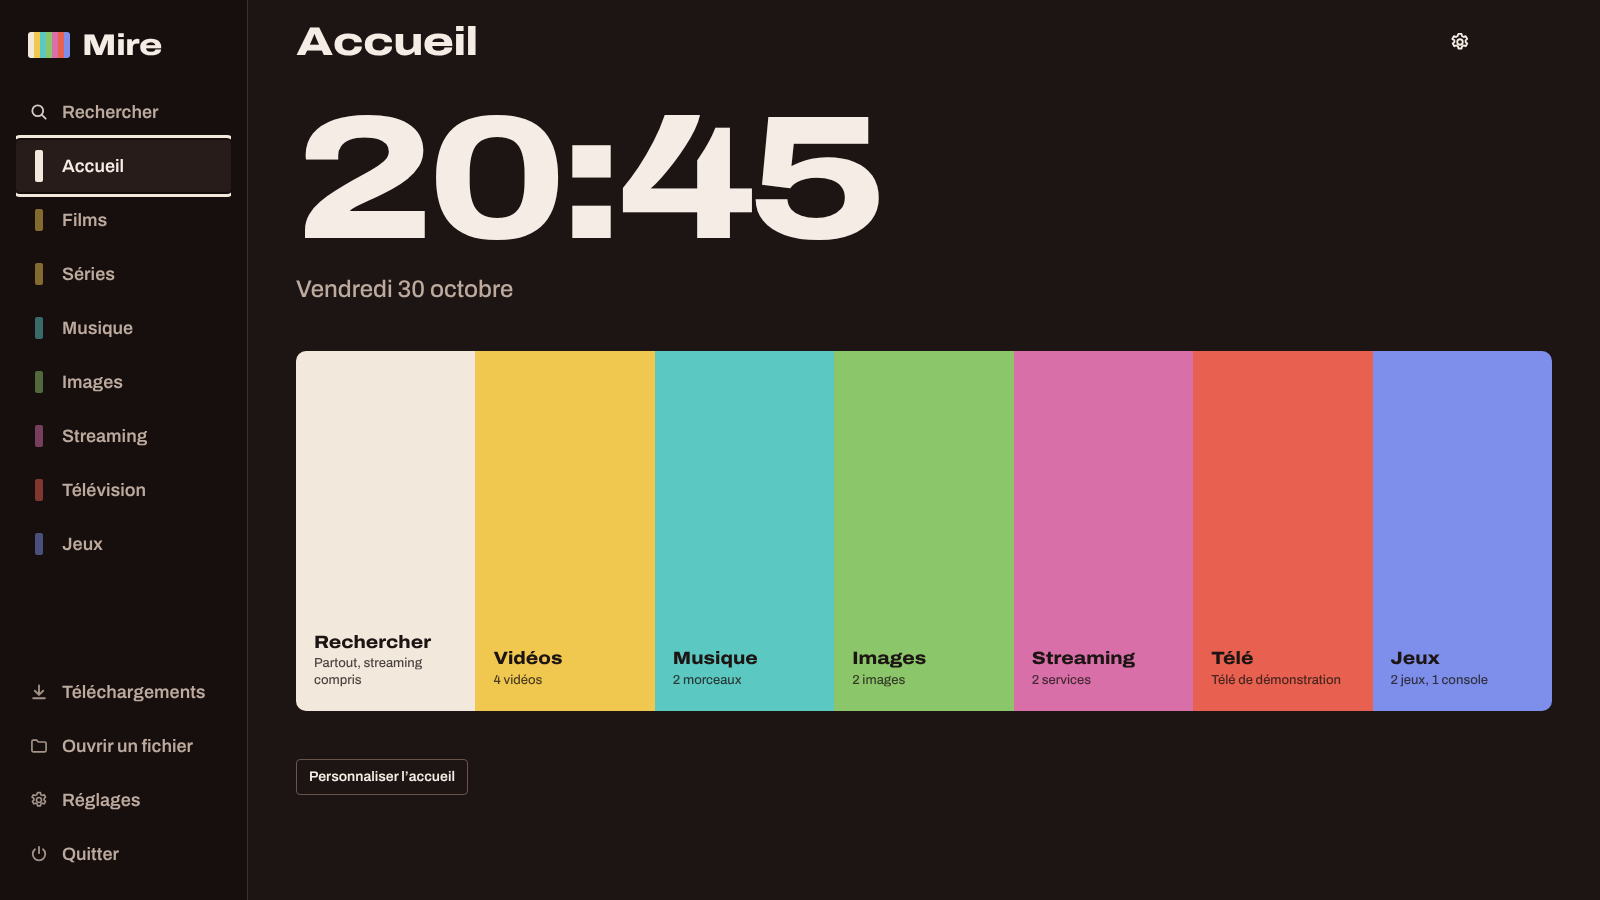 Mire
Rechercher
Accueil
Films
Séries
Musique
Images
Streaming
Télévision
Jeux
Téléchargements
Ouvrir un fichier
Réglages
Quitter
Accueil
20:45
Vendredi 30 octobre
Rechercher
Partout, streaming
compris
Vidéos
4 vidéos
Musique
2 morceaux
Images
2 images
Streaming
2 services
Télé
Télé de démonstration
Jeux
2 jeux, 1 console
Personnaliser l’accueil